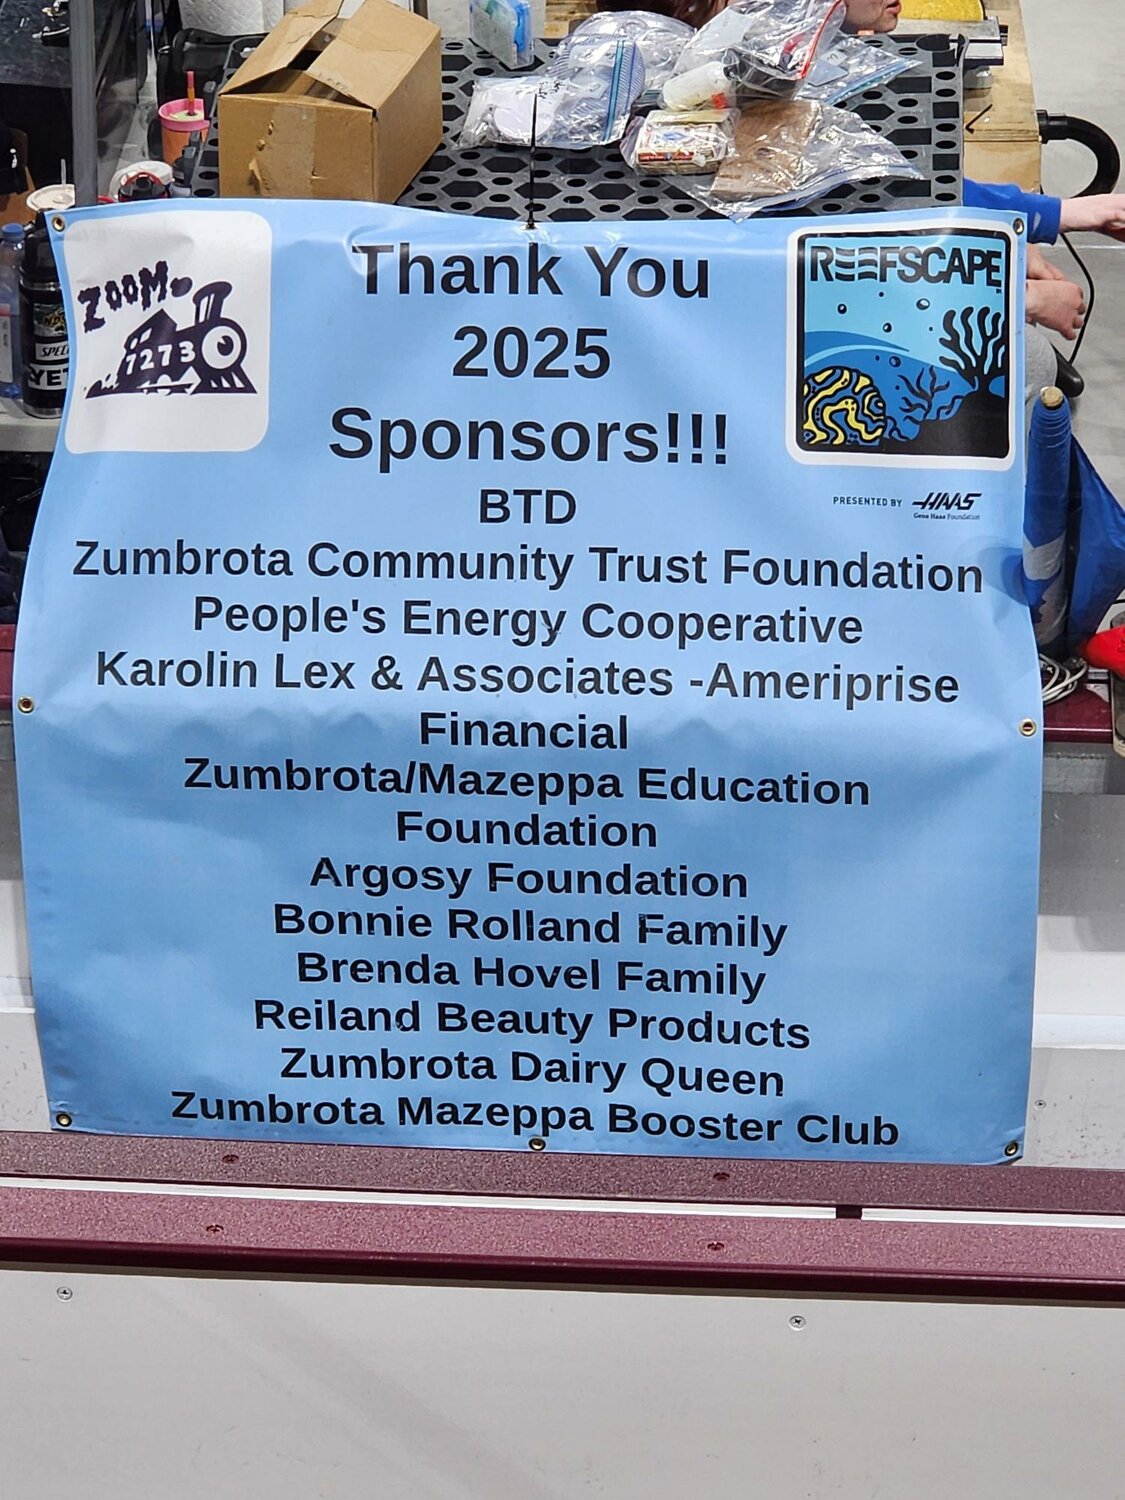 ZOOM
7273
Thank You
2025
Sponsors!!!
REEFSCAPE
PRESENTED BY HAAS
Gene Haas Foundation
BTD
Zumbrota Community Trust Foundation
People's Energy Cooperative
Karolin Lex & Associates -Ameriprise
Financial
Zumbrota/Mazeppa Education
Foundation
Argosy Foundation
Bonnie Rolland Family
Brenda Hovel Family
Reiland Beauty Products
Zumbrota Dairy Queen
Zumbrota Mazeppa Booster Club